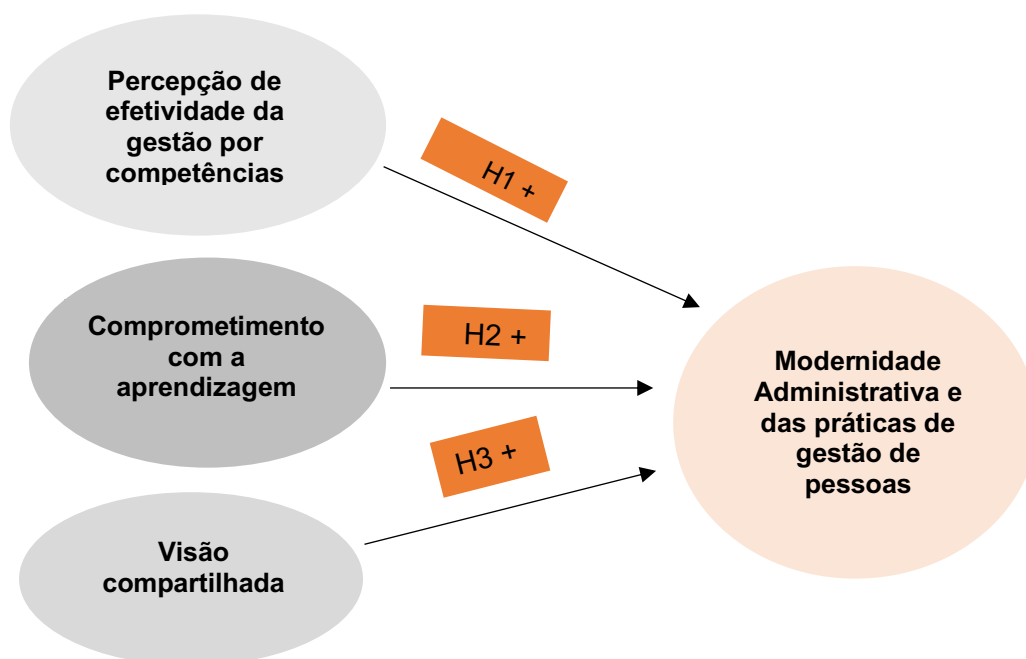 Percepção de
efetividade da
gestão por
competências
H1 +
Comprometimento
com a
aprendizagem
H2 +
Modernidade
Administrativa e
das práticas de
gestão de
pessoas
H3 +
Visão
compartilhada